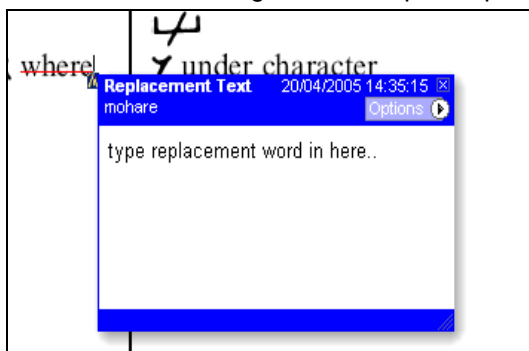 where
under character
Replacement Text 20/04/2005 14:35:15
mohare
Options
type replacement word in here..